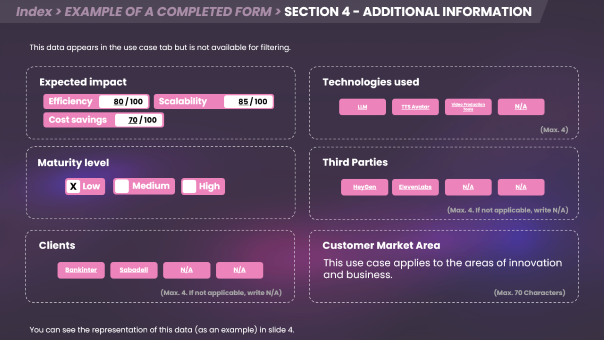 Index > EXAMPLE OF A COMPLETED FORM > SECTION 4 - ADDITIONAL INFORMATION
This data appears in the use case tab but is not available for filtering.
Expected impact
Efficiency 80 / 100 Scalability 85 / 100
Cost savings 70 / 100
Technologies used
LLM TTS Avatar Video Production Tools N/A
(Max. 4)
Maturity level
X Low Medium High
Third Parties
HeyGen ElevenLabs N/A N/A
(Max. 4. If not applicable, write N/A)
Clients
Bankinter Sabadell N/A N/A
(Max. 4. If not applicable, write N/A)
Customer Market Area
This use case applies to the areas of innovation
and business.
(Max. 70 Characters)
You can see the representation of this data (as an example) in slide 4.